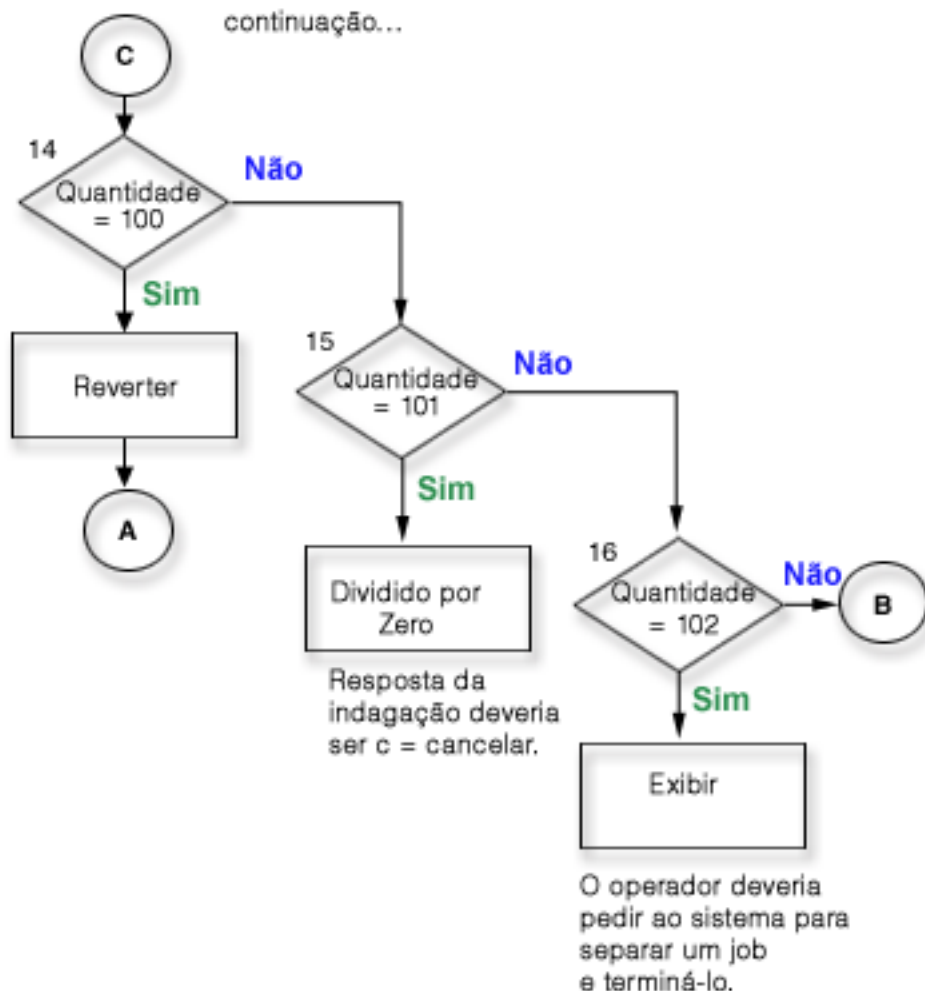 continuação...
C
14
Quantidade
= 100
Não
Sim
Reverter
A
15
Quantidade
= 101
Não
Sim
Dividido por
Zero
Resposta da
indagação deveria
ser c = cancelar.
16
Quantidade
= 102
Não
B
Sim
Exibir
O operador deveria
pedir ao sistema para
separar um job
e terminá-lo.